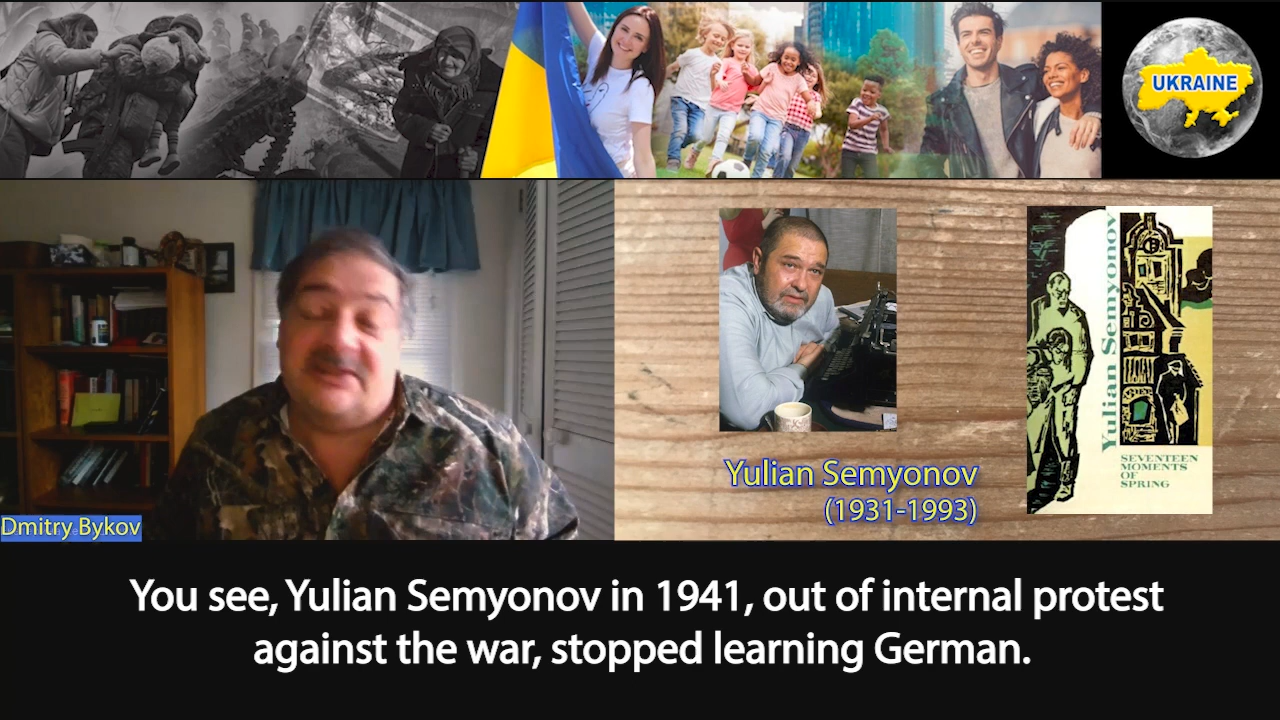 UKRAINE
Yulian Semyonov
SEVENTEEN
MOMENTS
OF
SPRING
Yulian Semyonov
(1931-1993)
Dmitry Bykov
You see, Yulian Semyonov in 1941, out of internal protest
against the war, stopped learning German.